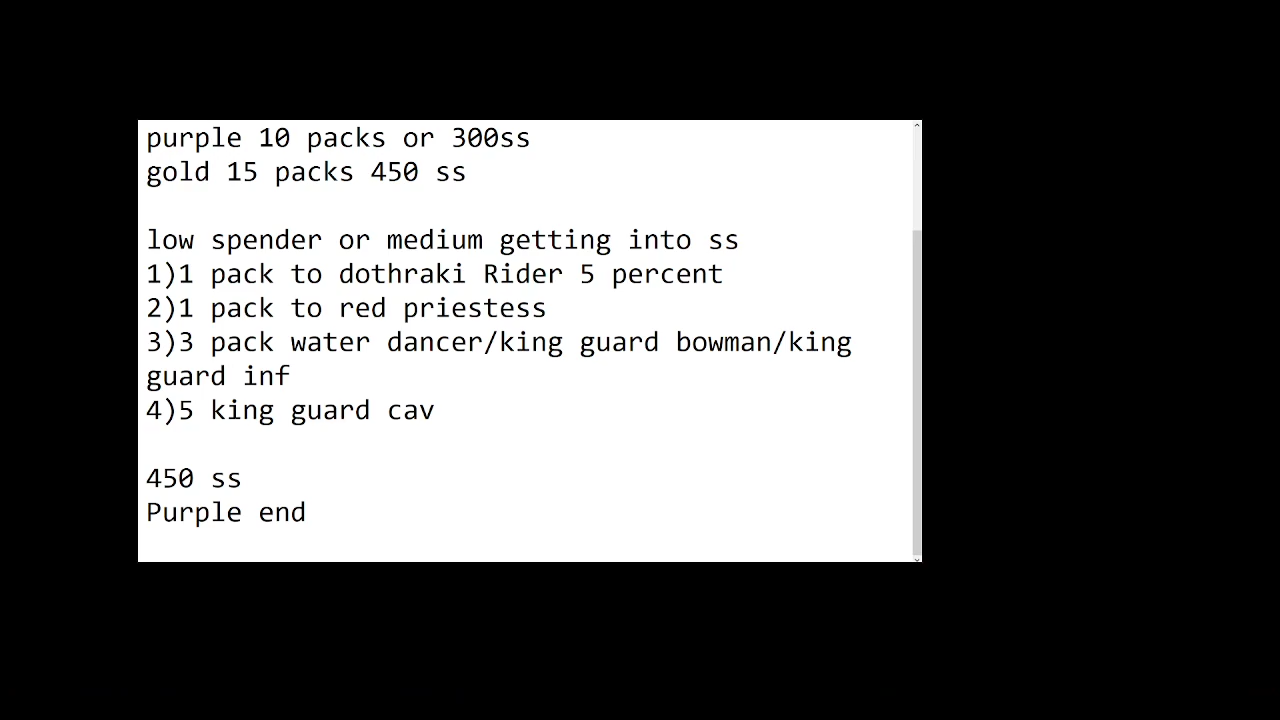 purple 10 packs or 300ss
gold 15 packs 450 ss
low spender or medium getting into ss
1)1 pack to dothraki Rider 5 percent
2)1 pack to red priestess
3)3 pack water dancer/king guard bowman/king
guard inf
4)5 king guard cav
450 ss
Purple end